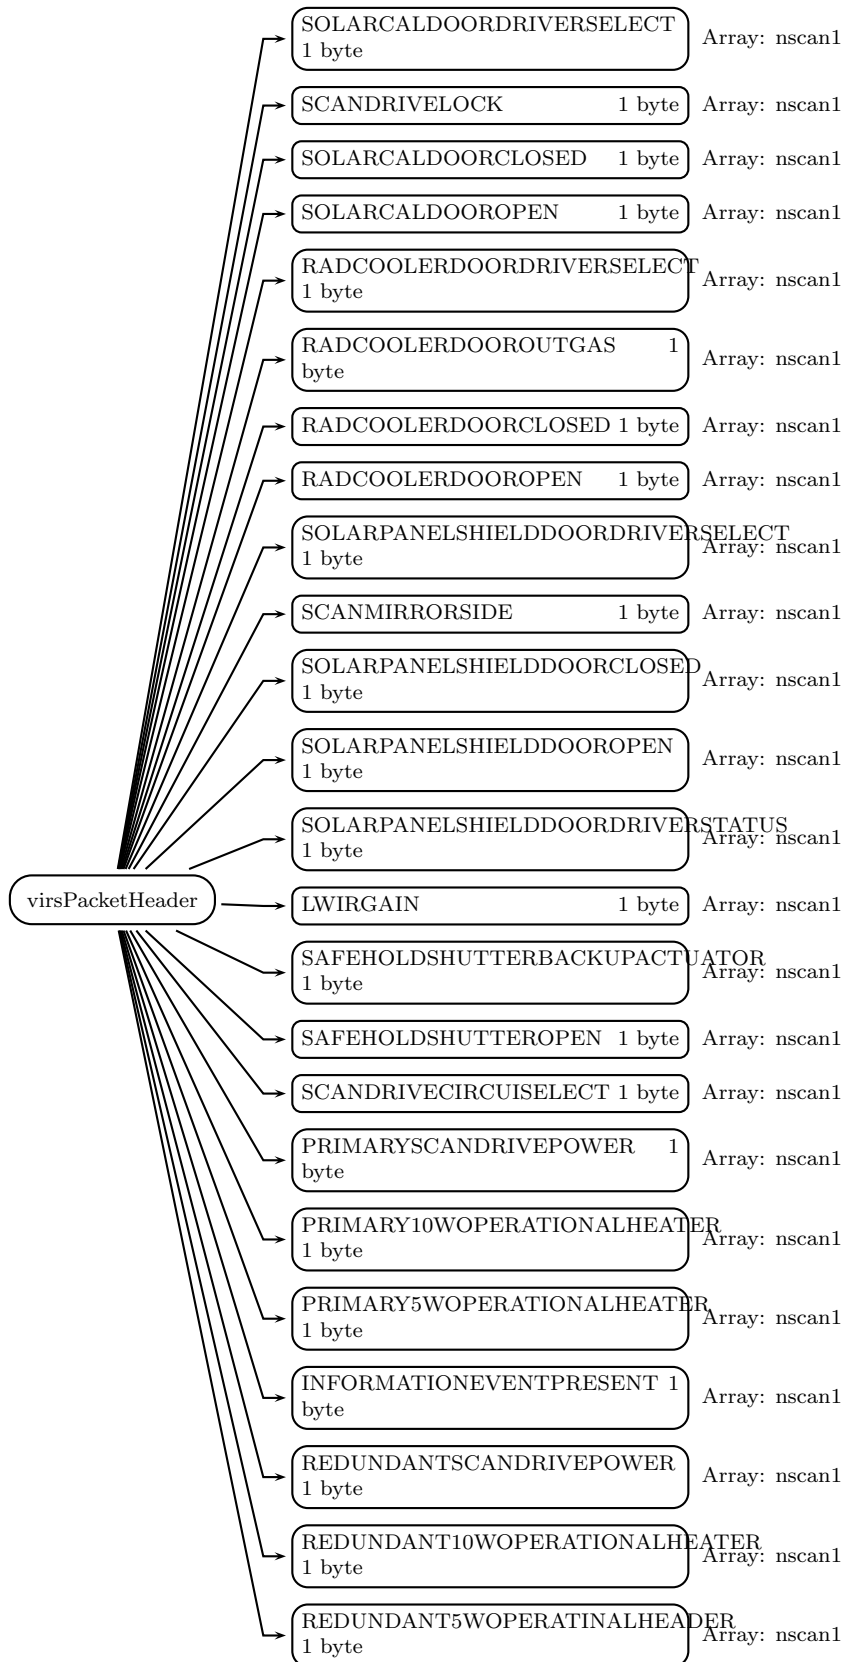 SOLARCALDOORDRIVERSELECT
1 byte
Array: nscan1
SCANDRIVELOCK 1 byte
Array: nscan1
SOLARCALDOORCLOSED 1 byte
Array: nscan1
SOLARCALDOOROPEN 1 byte
Array: nscan1
RADCOOLERDOORDRIVERSELECT
1 byte
Array: nscan1
RADCOOLERDOOROUTGAS 1
byte
Array: nscan1
RADCOOLERDOORCLOSED 1 byte
Array: nscan1
RADCOOLERDOOROPEN 1 byte
Array: nscan1
SOLARPANELSHIELDDOORDRIVERSELECT
1 byte
Array: nscan1
SCANMIRRORSIDE 1 byte
Array: nscan1
SOLARPANELSHIELDDOORCLOSED
1 byte
Array: nscan1
SOLARPANELSHIELDDOOROPEN
1 byte
Array: nscan1
SOLARPANELSHIELDDOORDRIVERSTATUS
1 byte
Array: nscan1
virsPacketHeader
LWIRGAIN 1 byte
Array: nscan1
SAFEHOLDSHUTTERBACKUPACTUATOR
1 byte
Array: nscan1
SAFEHOLDSHUTTEROPEN 1 byte
Array: nscan1
SCANDRIVECIRCUISELECT 1 byte
Array: nscan1
PRIMARYSCANDRIVEPOWER 1
byte
Array: nscan1
PRIMARY10WOPERATIONALHEATER
1 byte
Array: nscan1
PRIMARY5WOPERATIONALHEATER
1 byte
Array: nscan1
INFORMATIONEVENTPRESENT 1
byte
Array: nscan1
REDUNDANTSCANDRIVEPOWER
1 byte
Array: nscan1
REDUNDANT10WOPERATIONALHEATER
1 byte
Array: nscan1
REDUNDANT5WOPERATINALHEADER
1 byte
Array: nscan1